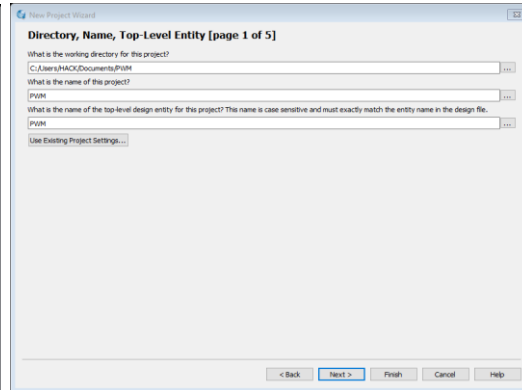 New Project Wizard
Directory, Name, Top-Level Entity [page 1 of 5]
What is the working directory for this project?
C:/Users/HACK/Documents/PWM
...
What is the name of this project?
PWM
...
What is the name of the top-level design entity for this project? This name is case sensitive and must exactly match the entity name in the design file.
PWM
...
Use Existing Project Settings...
< Back Next > Finish Cancel Help